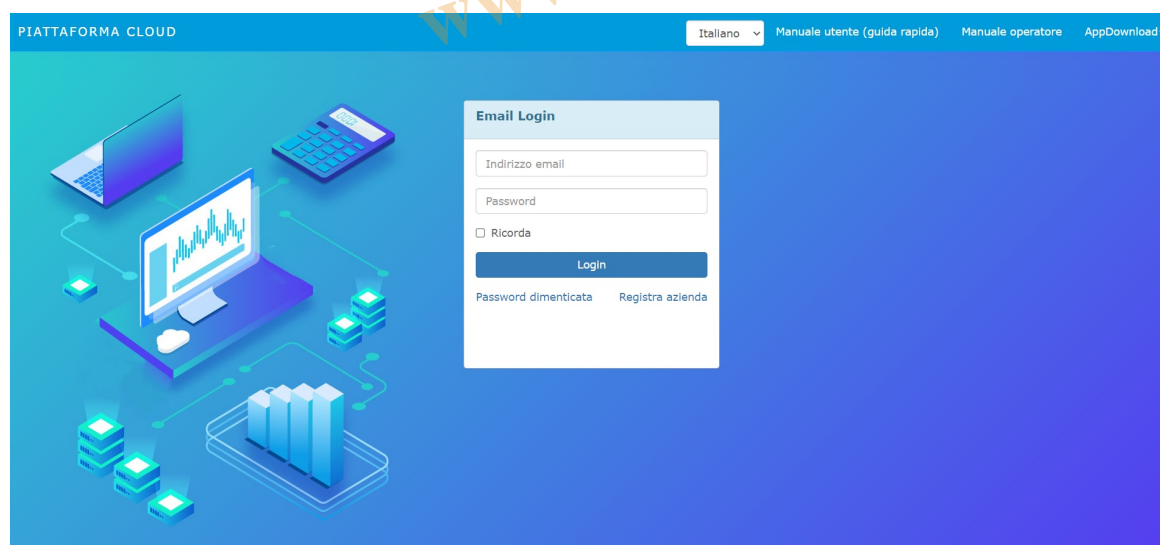 PIATTAFORMA CLOUD
Italiano
Manuale utente (guida rapida)
Manuale operatore
AppDownload
Email Login
Indirizzo email
Password
Ricorda
Login
Password dimenticata
Registra azienda